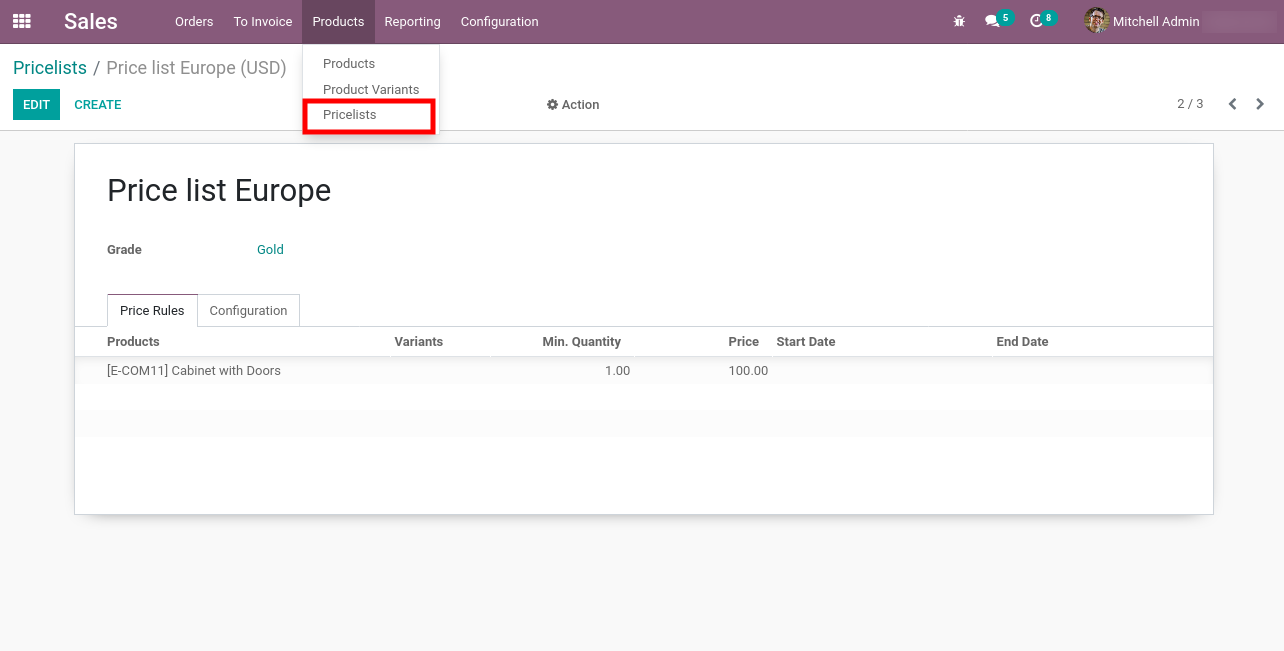 Sales Orders To Invoice Products Reporting Configuration 5 8 Mitchell Admin
Products
Product Variants
Pricelists
Pricelists / Price list Europe (USD)
EDIT CREATE Action 2 / 3
Price list Europe
Grade Gold
Price Rules Configuration
Products Variants Min. Quantity Price Start Date End Date
[E-COM11] Cabinet with Doors 1.00 100.00